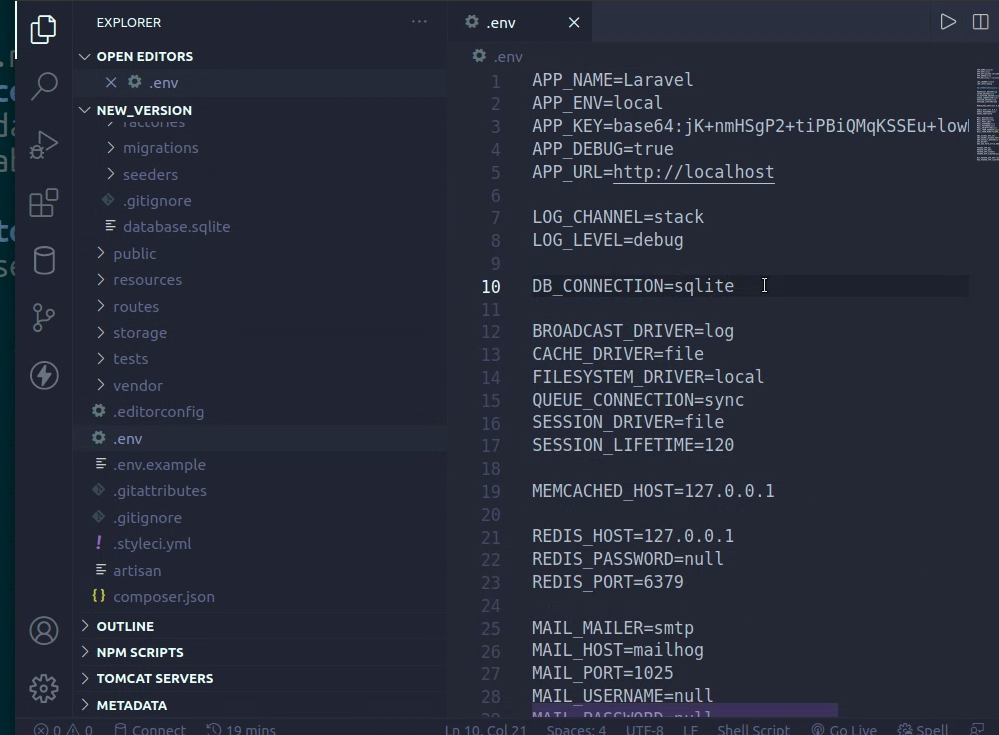 EXPLORER
OPEN EDITORS
.env
NEW_VERSION
factories
migrations
seeders
.gitignore
database.sqlite
public
resources
routes
storage
tests
vendor
.editorconfig
.env
.env.example
.gitattributes
.gitignore
.styleci.yml
artisan
composer.json
OUTLINE
NPM SCRIPTS
TOMCAT SERVERS
METADATA
.env
.env
1 APP_NAME=Laravel
2 APP_ENV=local
3 APP_KEY=base64:jK+nmHSgP2+tiPBiQMqKSSEu+low
4 APP_DEBUG=true
5 APP_URL=http://localhost
6
7 LOG_CHANNEL=stack
8 LOG_LEVEL=debug
9
10 DB_CONNECTION=sqlite
11
12 BROADCAST_DRIVER=log
13 CACHE_DRIVER=file
14 FILESYSTEM_DRIVER=local
15 QUEUE_CONNECTION=sync
16 SESSION_DRIVER=file
17 SESSION_LIFETIME=120
18
19 MEMCACHED_HOST=127.0.0.1
20
21 REDIS_HOST=127.0.0.1
22 REDIS_PASSWORD=null
23 REDIS_PORT=6379
24
25 MAIL_MAILER=smtp
26 MAIL_HOST=mailhog
27 MAIL_PORT=1025
28 MAIL_USERNAME=null
29 MAIL_PASSWORD=null
0 0 Connect 19 mins Ln 10, Col 21 Spaces: 4 UTF-8 LF Shell Script Go Live Spell